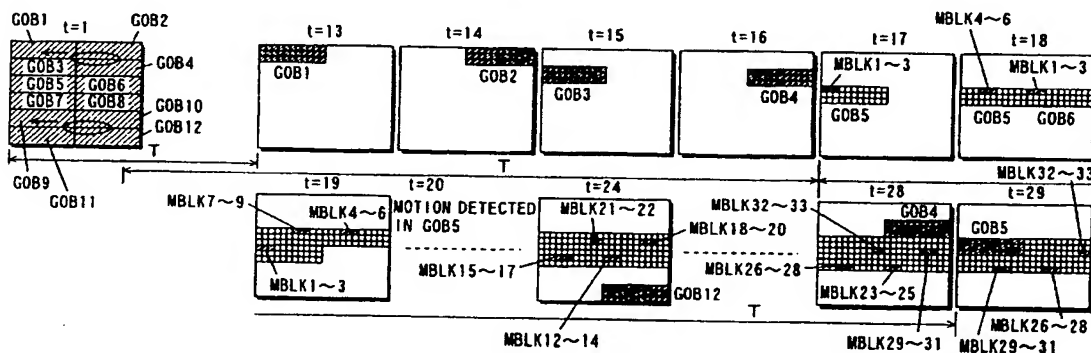 GOB1 t=1 GOB2
GOB3 GOB4
GOB5 GOB6
GOB7 GOB8
GOB10
GOB12
GOB9
GOB11
T
t=13
GOB1
t=14
GOB2
t=15
GOB3
t=16
GOB4
T
t=17
MBLK1~3
GOB5
t=18
MBLK4~6
MBLK1~3
GOB5 GOB6
t=19
MBLK7~9
MBLK4~6
MBLK1~3
t=20
MOTION DETECTED
IN GOB5
t=24
MBLK21~22
MBLK18~20
MBLK15~17
GOB12
MBLK12~14
t=28
MBLK32~33
GOB4
MBLK26~28
MBLK23~25
MBLK29~31
T
t=29
MBLK32~33
GOB5
MBLK26~28
MBLK29~31